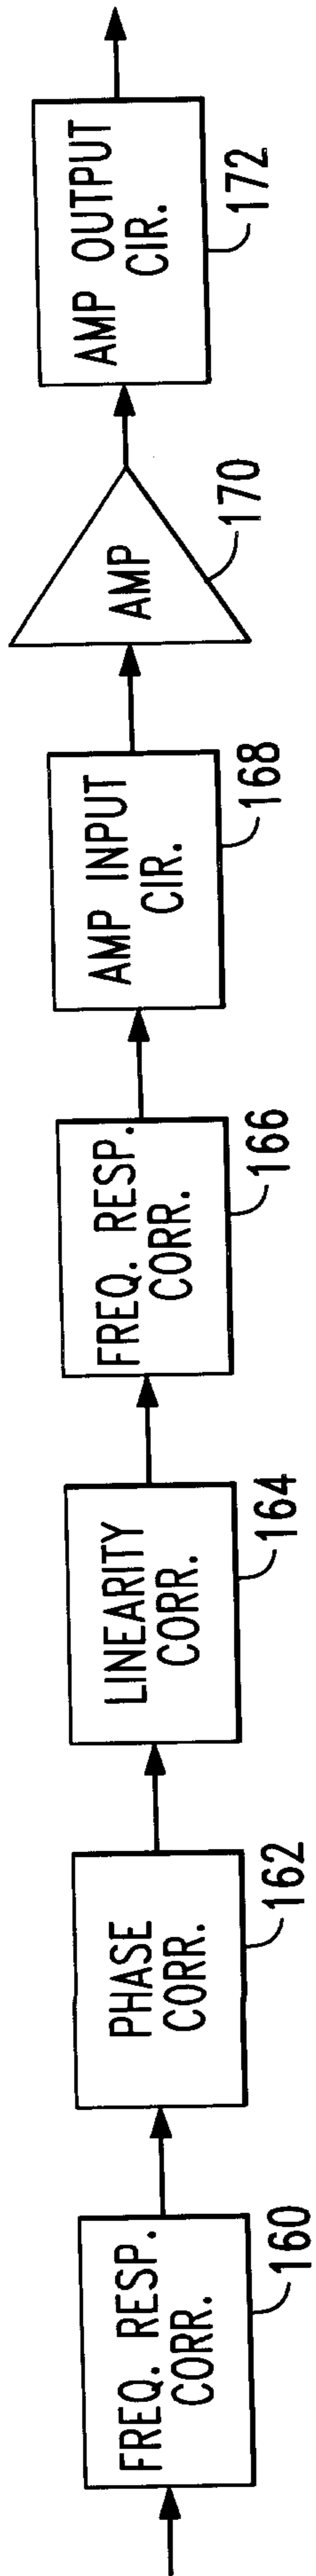 FREQ. RESP.
CORR.
160
PHASE
CORR.
162
LINEARITY
CORR.
164
FREQ. RESP.
CORR.
166
AMP INPUT
CIR.
168
AMP
170
AMP OUTPUT
CIR.
172